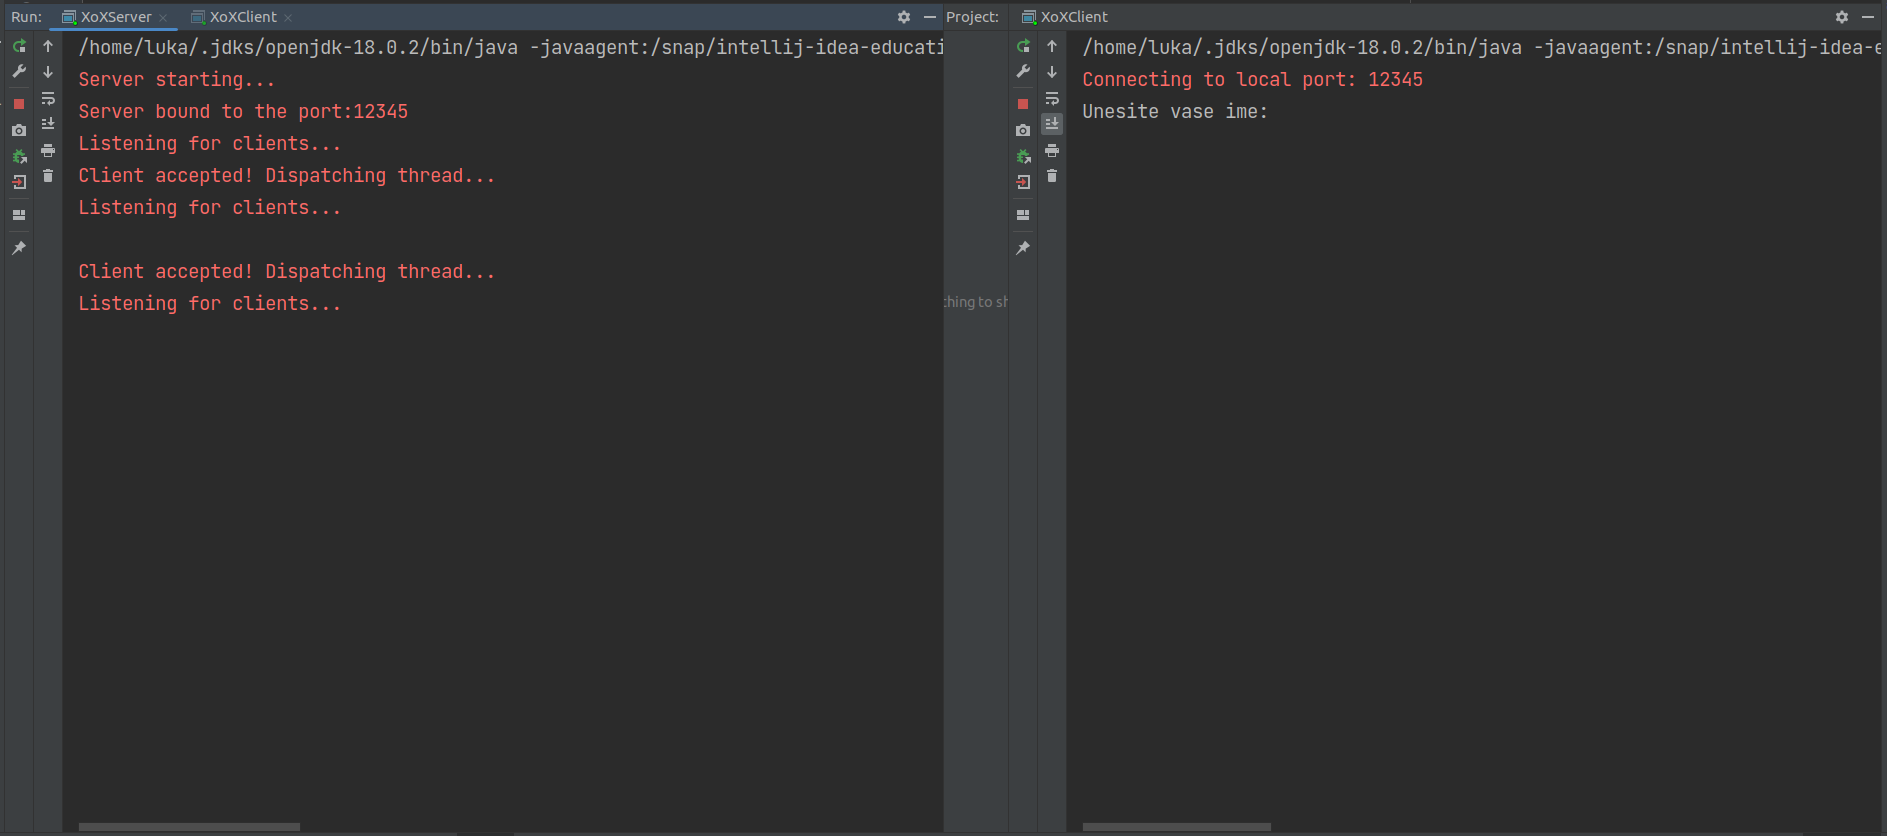 Run: XoXServer XoXClient
/home/luka/.jdks/openjdk-18.0.2/bin/java -javaagent:/snap/intellij-idea-educati
Server starting...
Server bound to the port:12345
Listening for clients...
Client accepted! Dispatching thread...
Listening for clients...
Client accepted! Dispatching thread...
Listening for clients...
Project:
ching to sh
XoXClient
/home/luka/.jdks/openjdk-18.0.2/bin/java -javaagent:/snap/intellij-idea-e
Connecting to local port: 12345
Unesite vase ime: